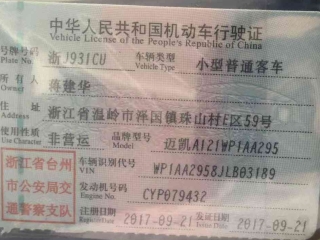 中华人民共和国机动车行驶证
Vehicle License of the People's Republic of China
号牌号码 浙J931CU 车辆类型 小型普通客车
Plate No. Vehicle Type
所有人 蒋建华
Owner
住址 浙江省温岭市泽国镇珠山村E区59号
Address
使用性质 非营运 品牌型号 迈凯A121WP1AA295
Use Character Model
浙江省台州
市公安局交
通警察支队
车辆识别代号 WP1AA2958JLB03189
VIN
发动机号码 CYP079432
Engine No.
注册日期 2017-09-21 发证日期 2017-09-21
Register Date Issue Date